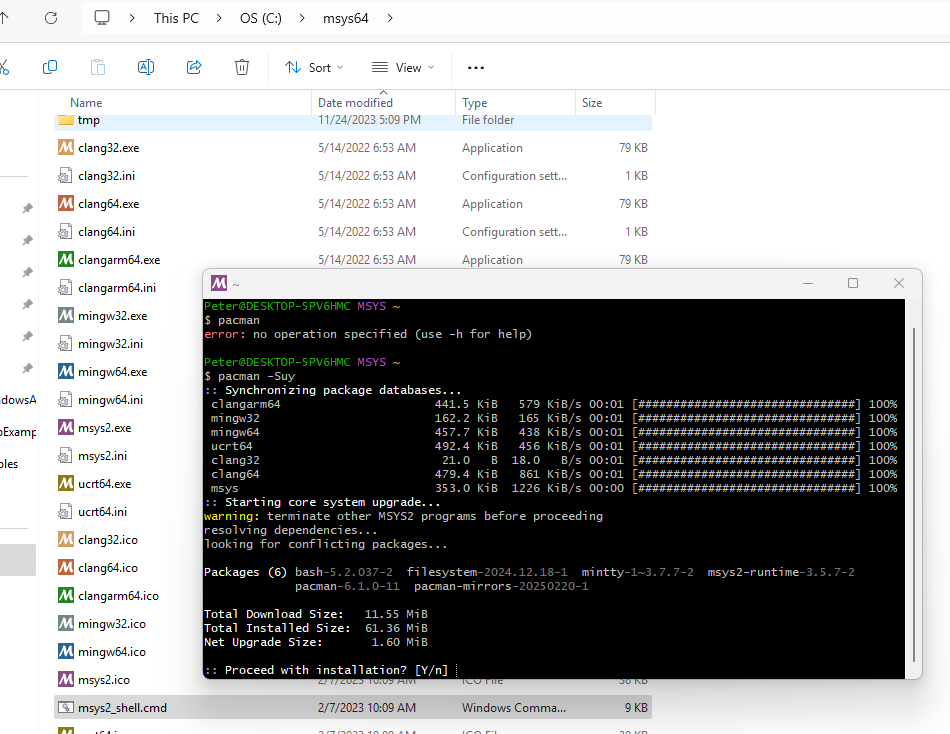 This PC > OS (C:) > msys64 >
Sort View ...
Name Date modified Type Size
tmp 11/24/2023 5:09 PM File folder
clang32.exe 5/14/2022 6:53 AM Application 79 KB
clang32.ini 5/14/2022 6:53 AM Configuration sett... 1 KB
clang64.exe 5/14/2022 6:53 AM Application 79 KB
clang64.ini 5/14/2022 6:53 AM Configuration sett... 1 KB
clangarm64.exe 5/14/2022 6:53 AM Application 79 KB
clangarm64.ini
mingw32.exe
mingw32.ini
mingw64.exe
ndowsA mingw64.ini
msys2.exe
oExamp
msys2.ini
ples
ucrt64.exe
ucrt64.ini
clang32.ico
clang64.ico
clangarm64.ico
mingw32.ico
mingw64.ico
msys2.ico 2/7/2023 10:09 AM ICO File 38 KB
msys2_shell.cmd 2/7/2023 10:09 AM Windows Comma... 9 KB
~
Peter@DESKTOP-5PV6HMC MSYS ~
$ pacman
error: no operation specified (use -h for help)
Peter@DESKTOP-5PV6HMC MSYS ~
$ pacman -Suy
:: Synchronizing package databases...
clangarm64 441.5 KiB 579 KiB/s 00:01 [###############################] 100%
mingw32 162.2 KiB 165 KiB/s 00:01 [###############################] 100%
mingw64 457.7 KiB 438 KiB/s 00:01 [###############################] 100%
ucrt64 492.4 KiB 456 KiB/s 00:01 [###############################] 100%
clang32 21.0 B 18.0 B/s 00:01 [###############################] 100%
clang64 479.4 KiB 861 KiB/s 00:01 [###############################] 100%
msys 353.0 KiB 1226 KiB/s 00:00 [###############################] 100%
:: Starting core system upgrade...
warning: terminate other MSYS2 programs before proceeding
resolving dependencies...
looking for conflicting packages...
Packages (6) bash-5.2.037-2 filesystem-2024.12.18-1 mintty-1~3.7.7-2 msys2-runtime-3.5.7-2
pacman-6.1.0-11 pacman-mirrors-20250220-1
Total Download Size: 11.55 MiB
Total Installed Size: 61.36 MiB
Net Upgrade Size: 1.60 MiB
:: Proceed with installation? [Y/n]